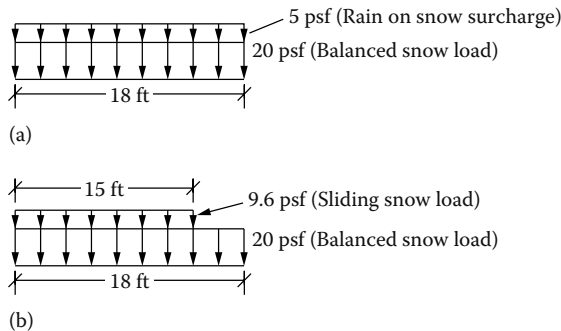 5 psf (Rain on snow surcharge)
20 psf (Balanced snow load)
18 ft
(a)
15 ft
9.6 psf (Sliding snow load)
20 psf (Balanced snow load)
18 ft
(b)